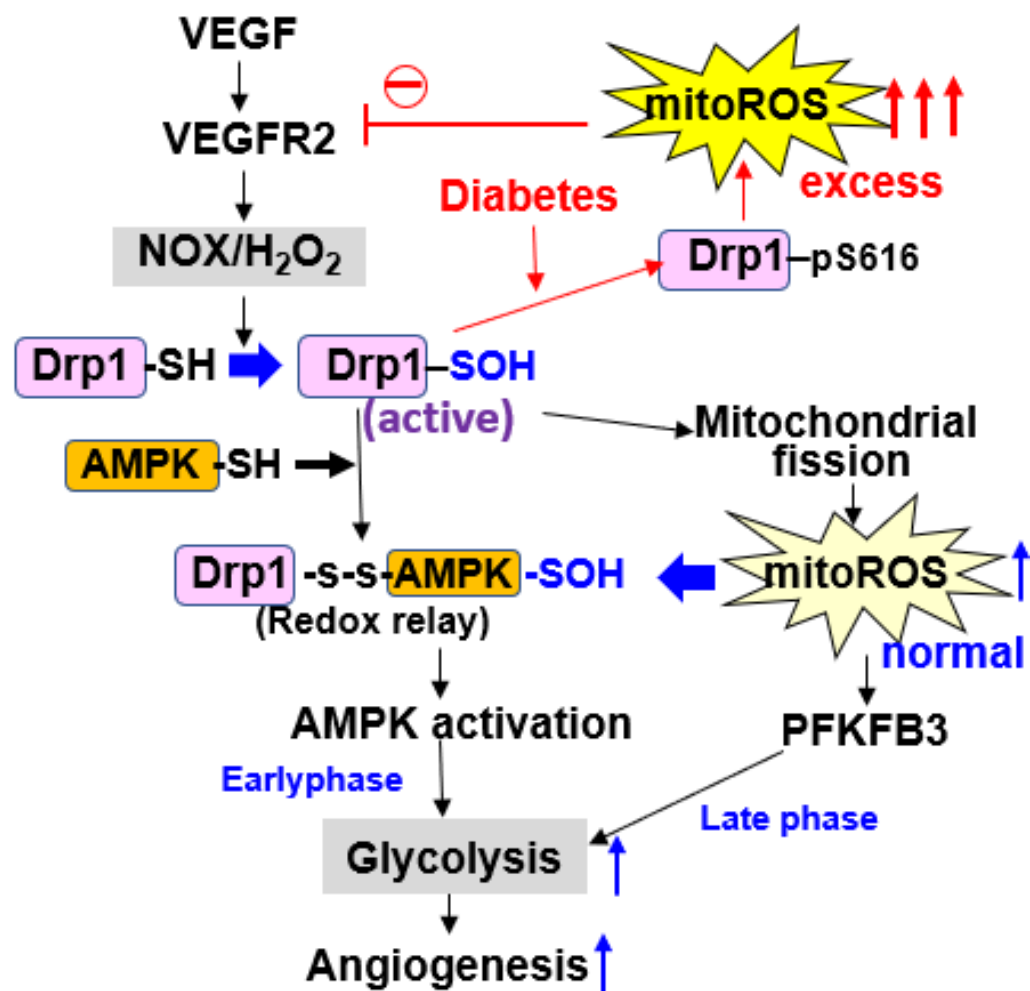 VEGF
mitoROS
VEGFR2
excess
Diabetes
NOX/H₂O₂
Drp1-pS616
Drp1-SH
Drp1-SOH
(active)
Mitochondrial
fission
AMPK-SH
mitoROS
Drp1-s-s-AMPK-SOH
(Redox relay)
normal
AMPK activation
PFKFB3
Earlyphase
Late phase
Glycolysis
Angiogenesis